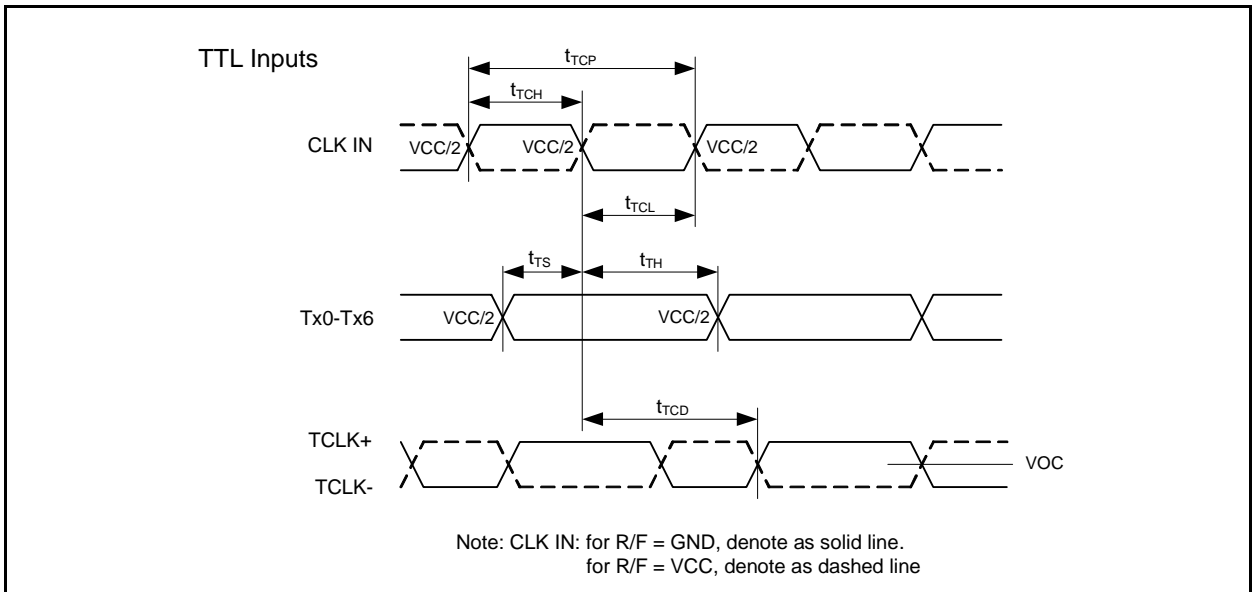 TTL Inputs
tTCP
tTCH
CLK IN
VCC/2
VCC/2
VCC/2
tTCL
tTS
tTH
Tx0-Tx6
VCC/2
VCC/2
tTCD
TCLK+
VOC
TCLK-
Note: CLK IN: for R/F = GND, denote as solid line.
for R/F = VCC, denote as dashed line